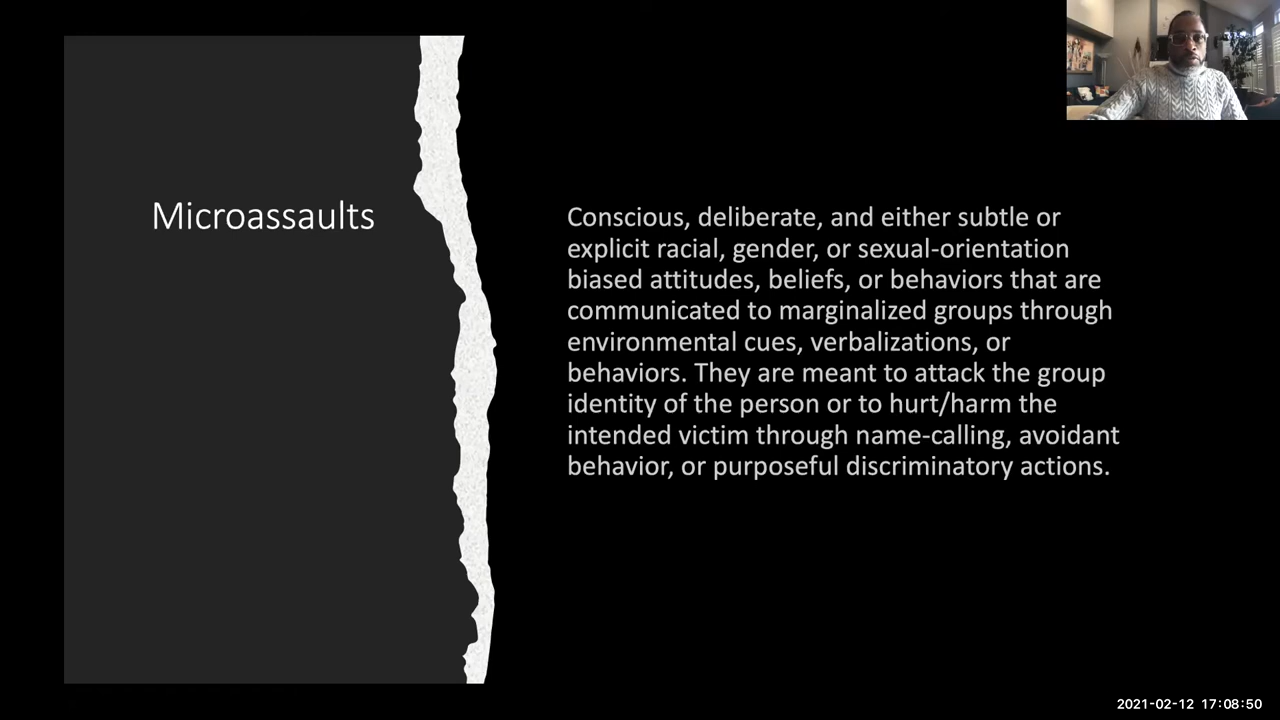 Microassaults
Conscious, deliberate, and either subtle or
explicit racial, gender, or sexual-orientation
biased attitudes, beliefs, or behaviors that are
communicated to marginalized groups through
environmental cues, verbalizations, or
behaviors. They are meant to attack the group
identity of the person or to hurt/harm the
intended victim through name-calling, avoidant
behavior, or purposeful discriminatory actions.
2021-02-12 17:08:50